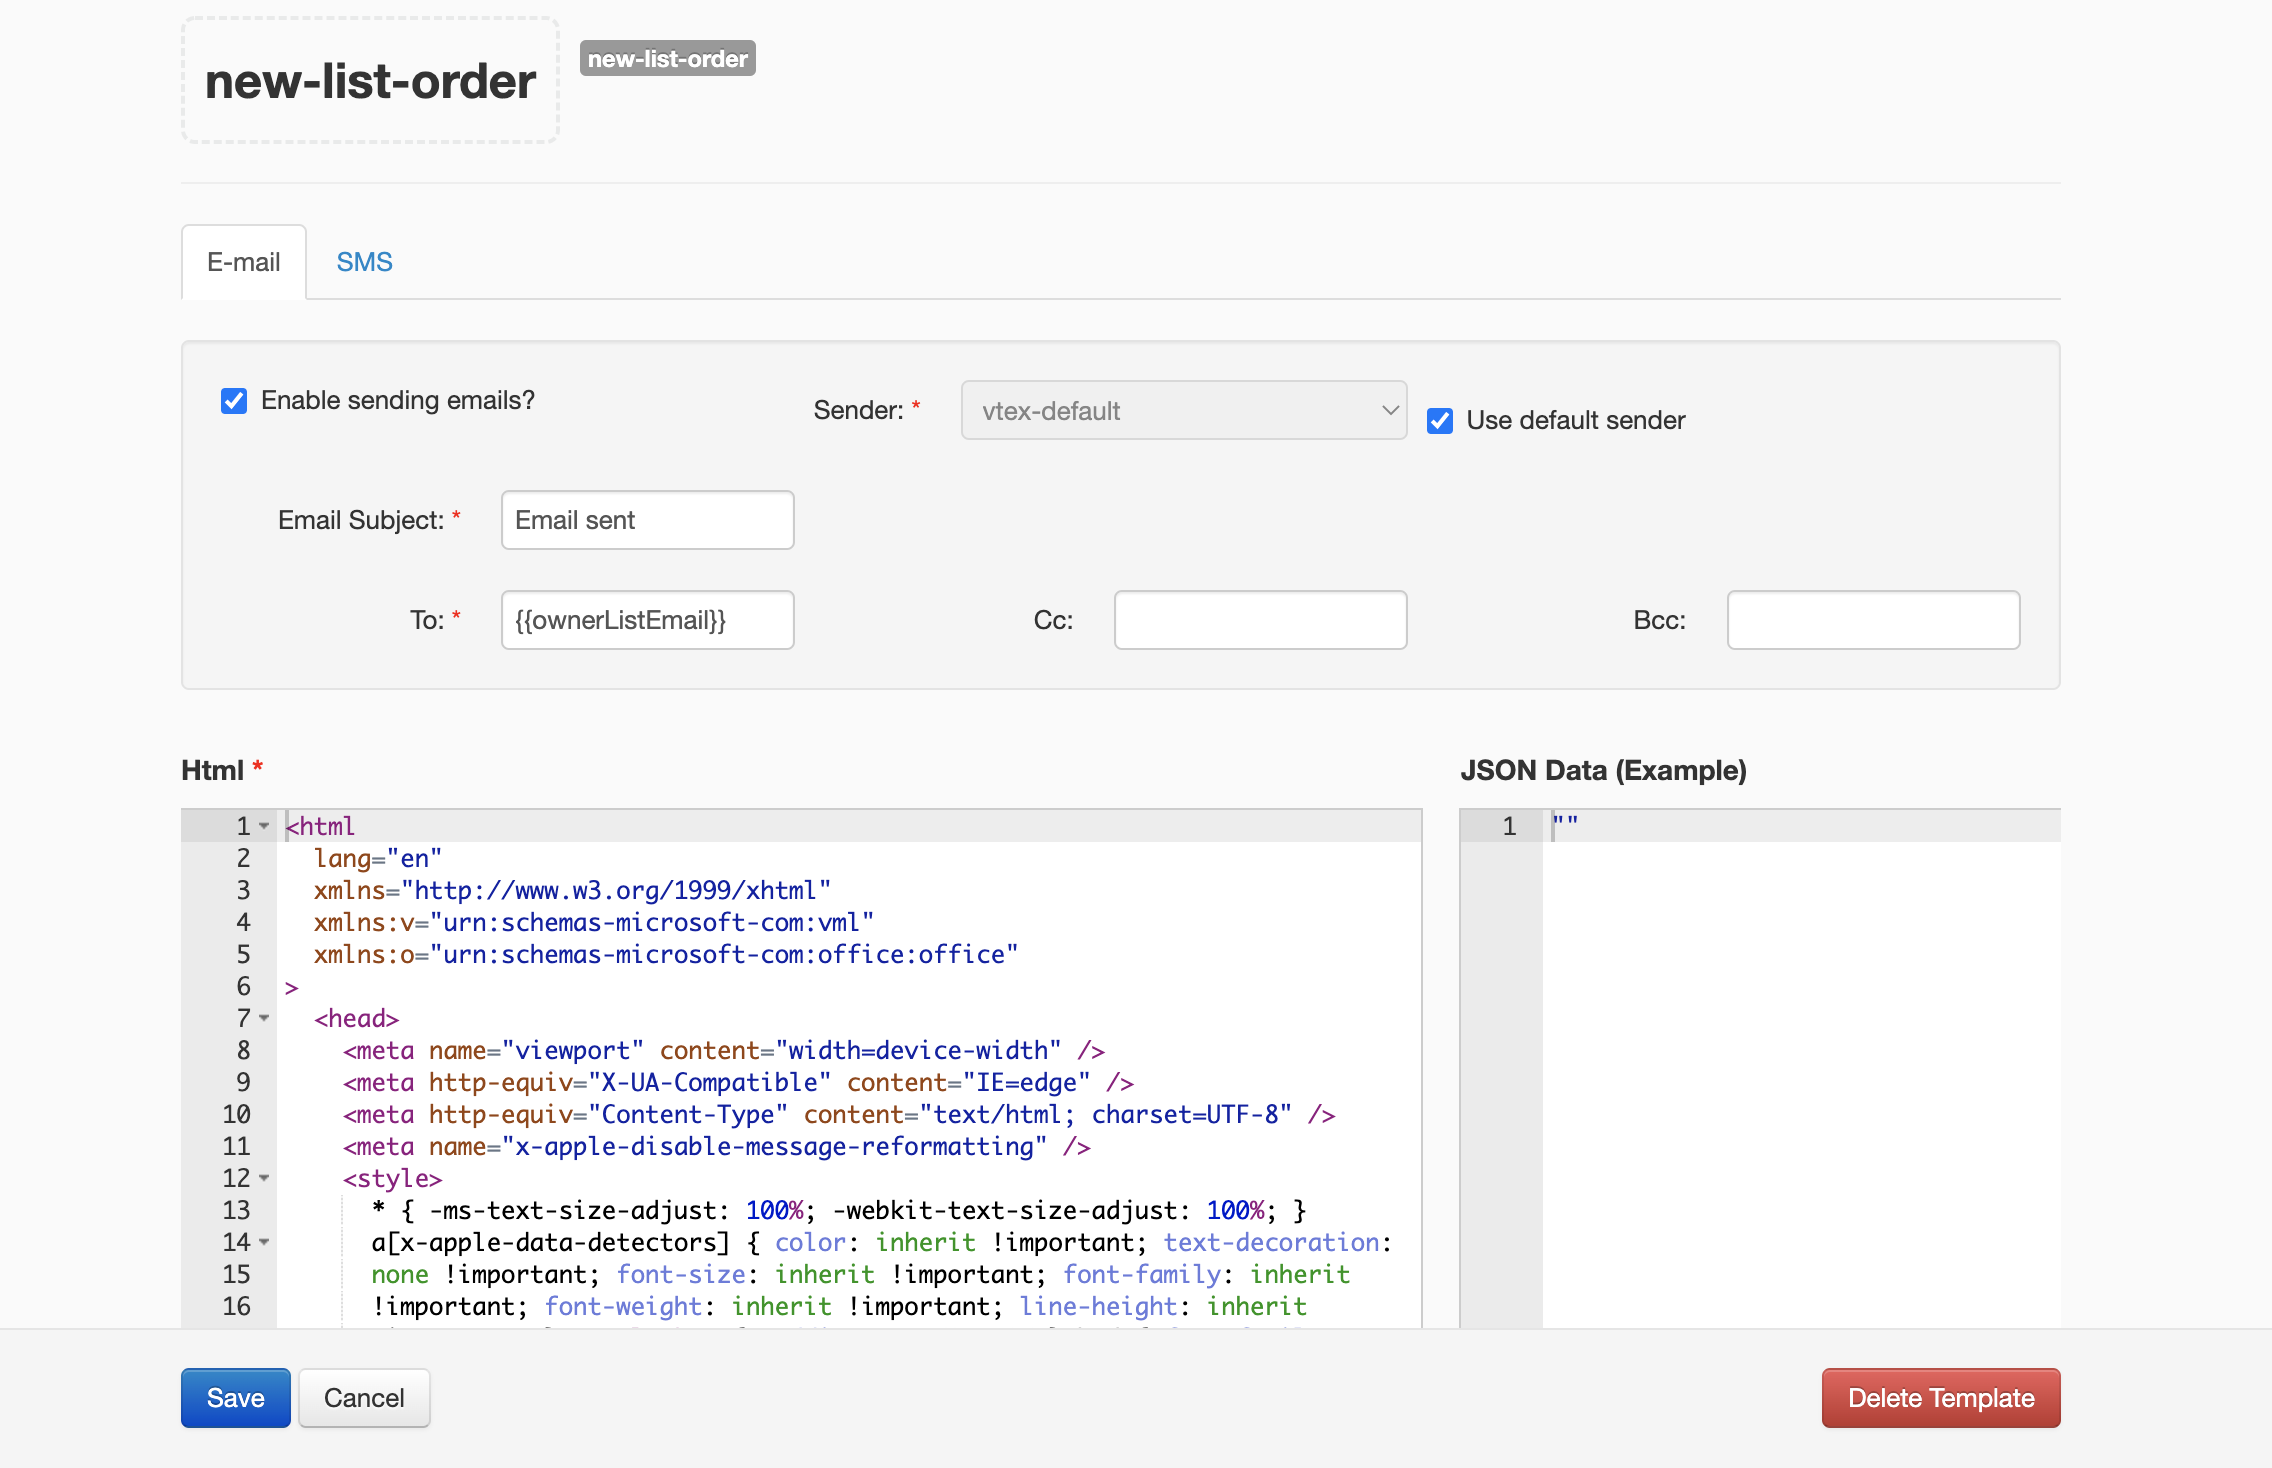 new-list-order
new-list-order
E-mail
SMS
Enable sending emails?
Sender: *
vtex-default
Use default sender
Email Subject: *
Email sent
To: *
{{ownerListEmail}}
Cc:
Bcc:
Html *
JSON Data (Example)
1 <html
2 lang="en"
3 xmlns="http://www.w3.org/1999/xhtml"
4 xmlns:v="urn:schemas-microsoft-com:vml"
5 xmlns:o="urn:schemas-microsoft-com:office:office"
6 >
7 <head>
8 <meta name="viewport" content="width=device-width" />
9 <meta http-equiv="X-UA-Compatible" content="IE=edge" />
10 <meta http-equiv="Content-Type" content="text/html; charset=UTF-8" />
11 <meta name="x-apple-disable-message-reformatting" />
12 <style>
13 * { -ms-text-size-adjust: 100%; -webkit-text-size-adjust: 100%; }
14 a[x-apple-data-detectors] { color: inherit !important; text-decoration:
15 none !important; font-size: inherit !important; font-family: inherit
16 !important; font-weight: inherit !important; line-height: inherit
1 ""
Save
Cancel
Delete Template